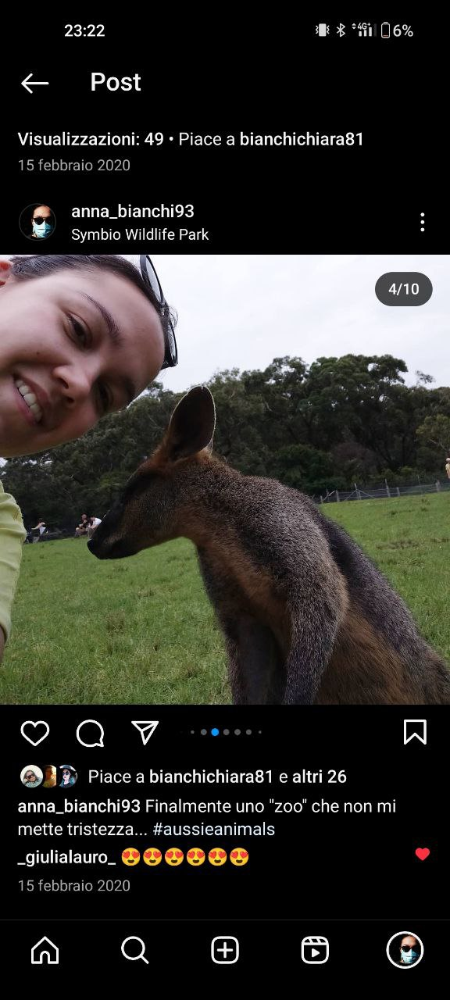 23:22
4G+ 6%
Post
Visualizzazioni: 49 • Piace a bianchichiara81
15 febbraio 2020
anna_bianchi93
Symbio Wildlife Park
4/10
Piace a bianchichiara81 e altri 26
anna_bianchi93 Finalmente uno "zoo" che non mi
mette tristezza... #aussieanimals
_giulialauro_ 😍😍😍😍😍😍
15 febbraio 2020